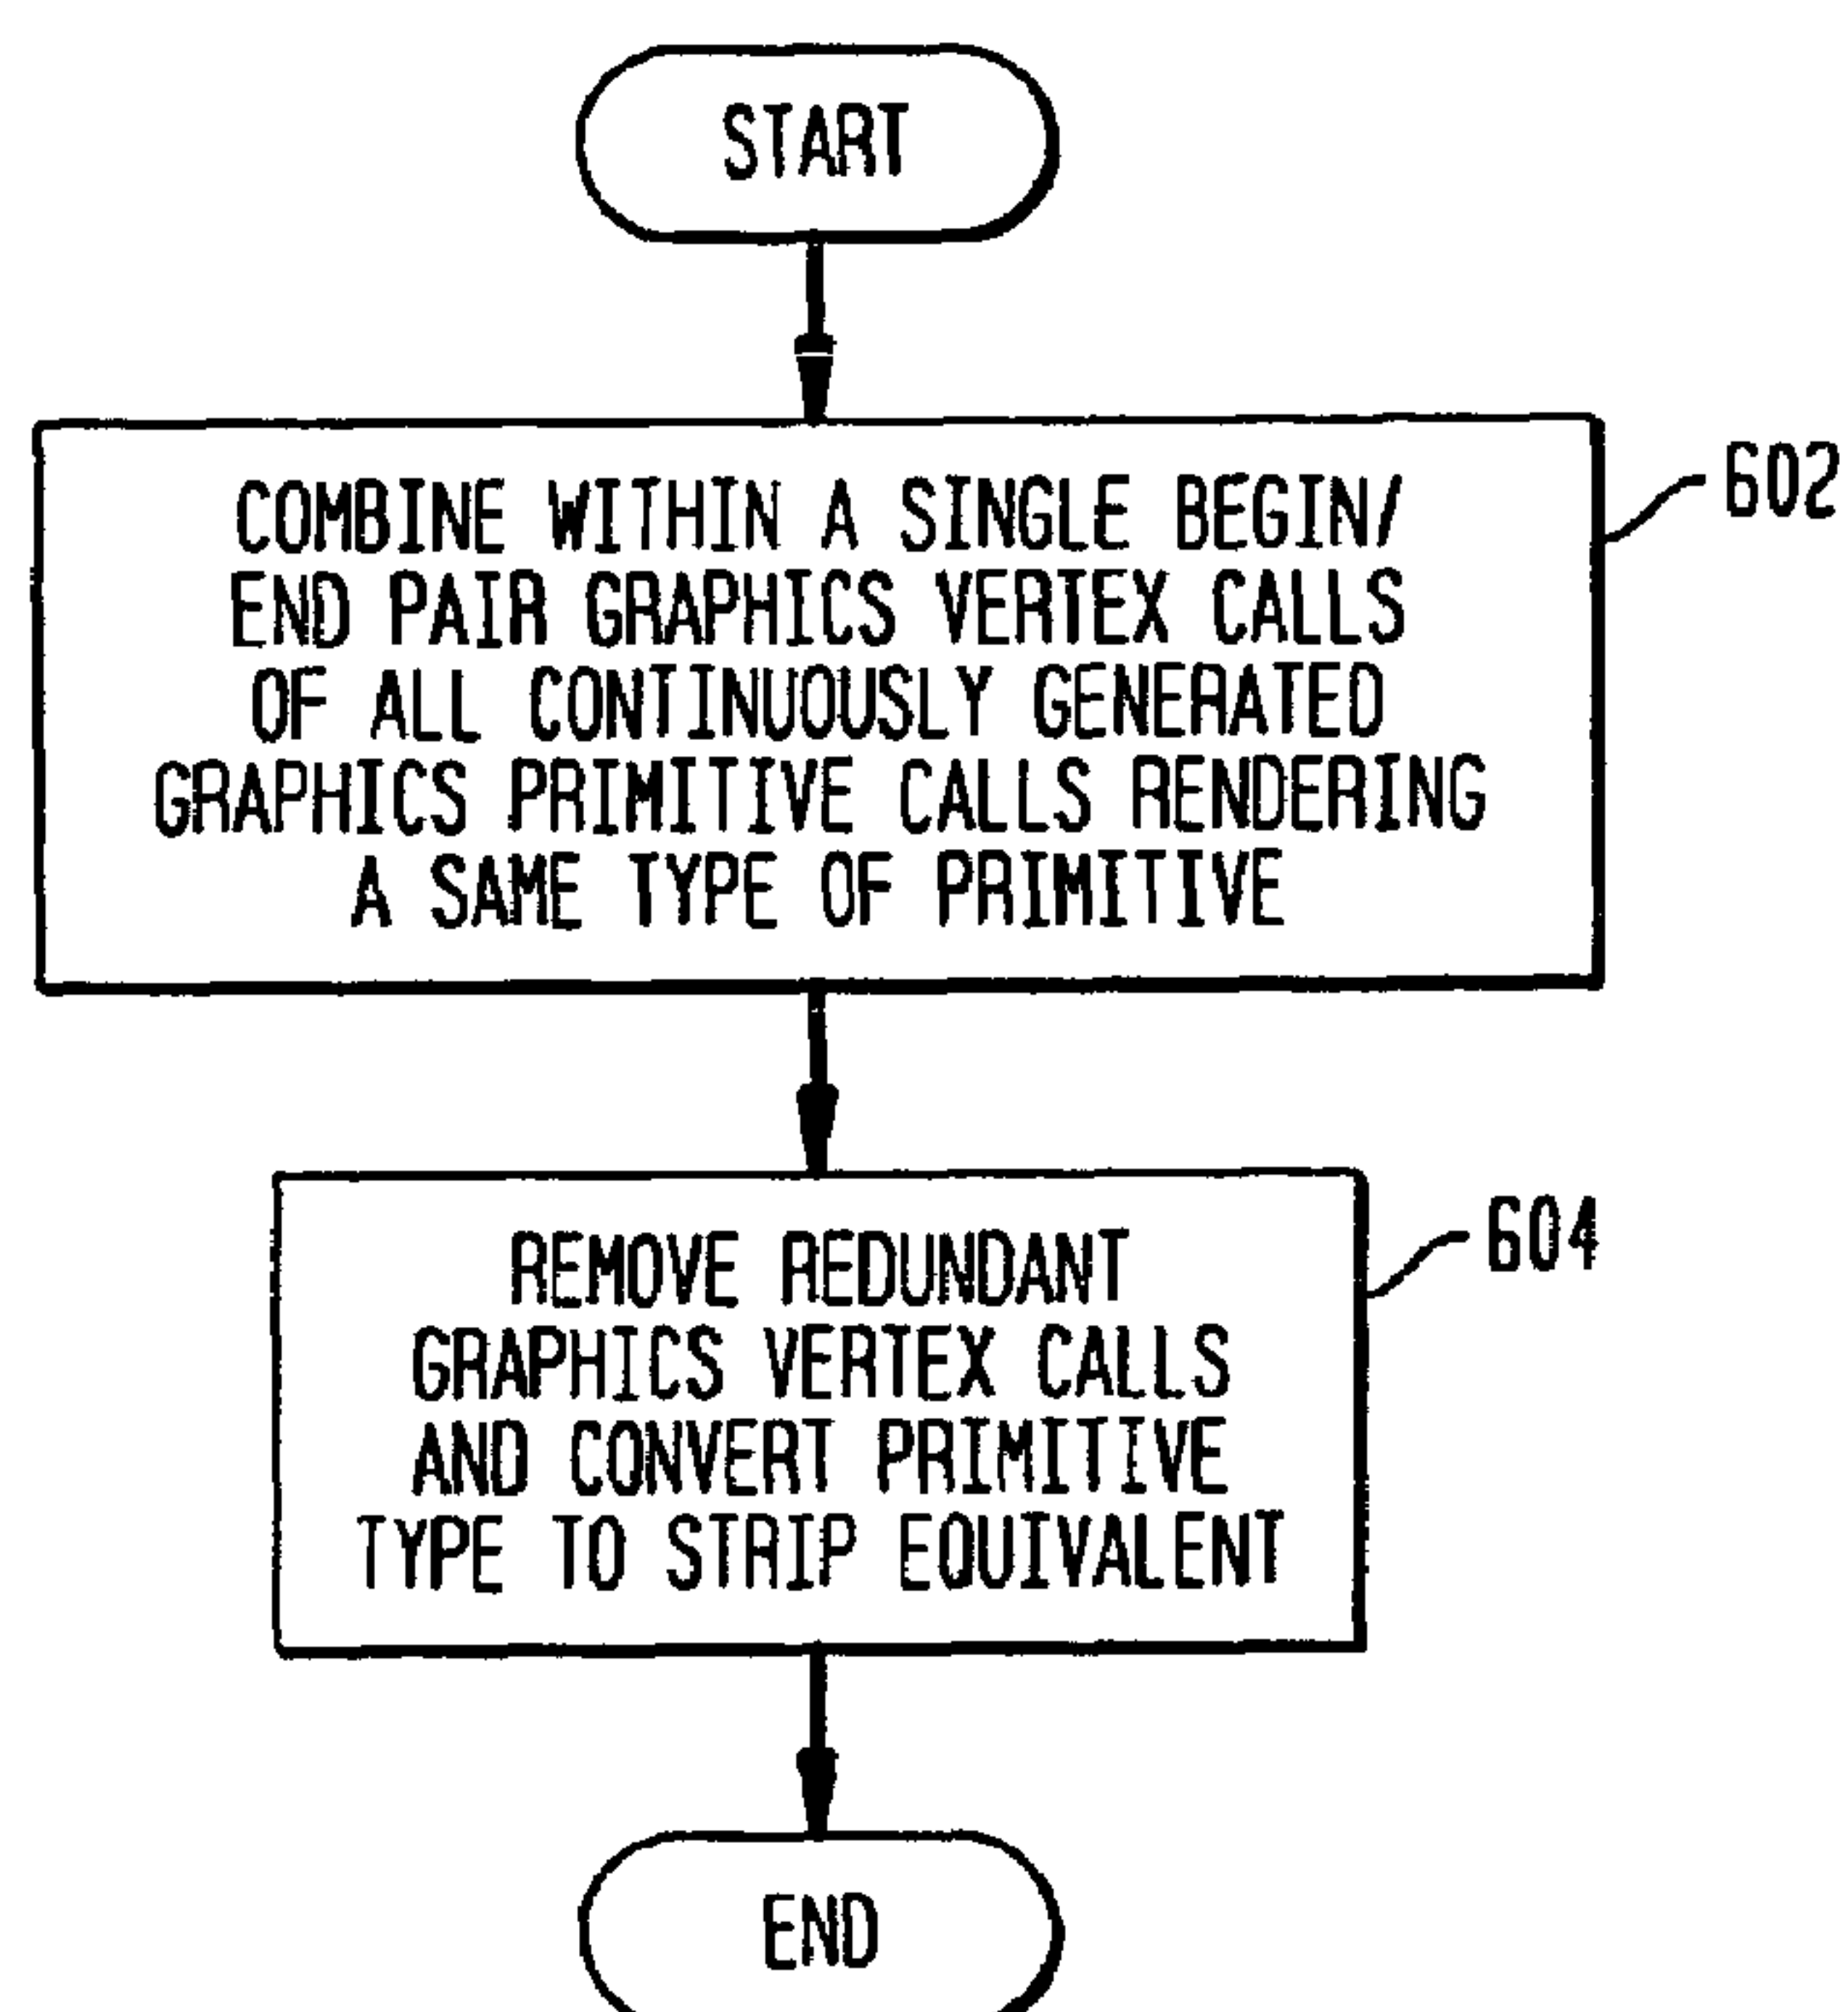 START
COMBINE WITHIN A SINGLE BEGIN/
END PAIR GRAPHICS VERTEX CALLS
OF ALL CONTINUOUSLY GENERATED
GRAPHICS PRIMITIVE CALLS RENDERING
A SAME TYPE OF PRIMITIVE
602
REMOVE REDUNDANT
GRAPHICS VERTEX CALLS
AND CONVERT PRIMITIVE
TYPE TO STRIP EQUIVALENT
604
END